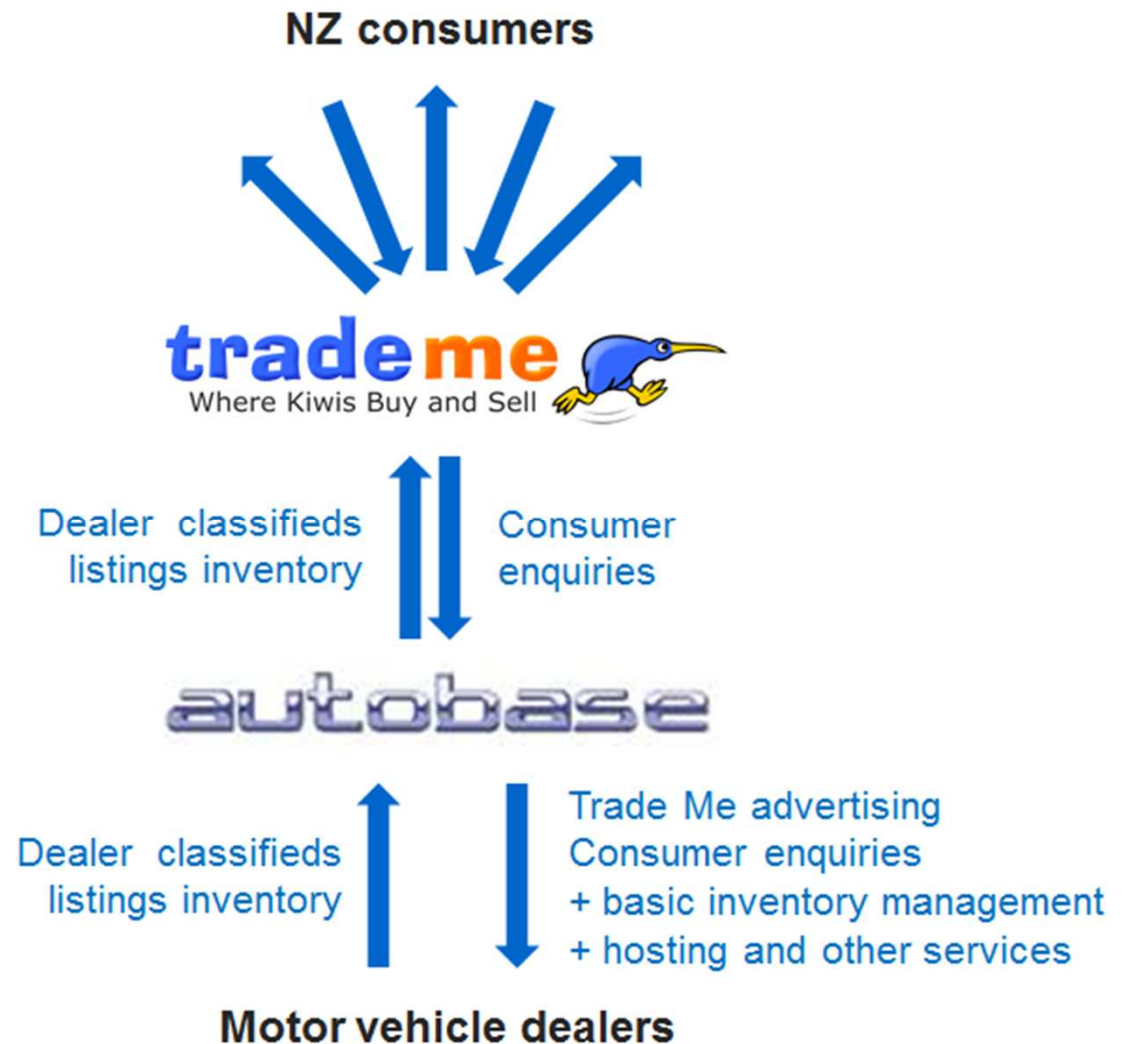 NZ consumers
trademe
Where Kiwis Buy and Sell
Dealer classifieds
listings inventory
Consumer
enquiries
autobase
Dealer classifieds
listings inventory
Trade Me advertising
Consumer enquiries
+ basic inventory management
+ hosting and other services
Motor vehicle dealers